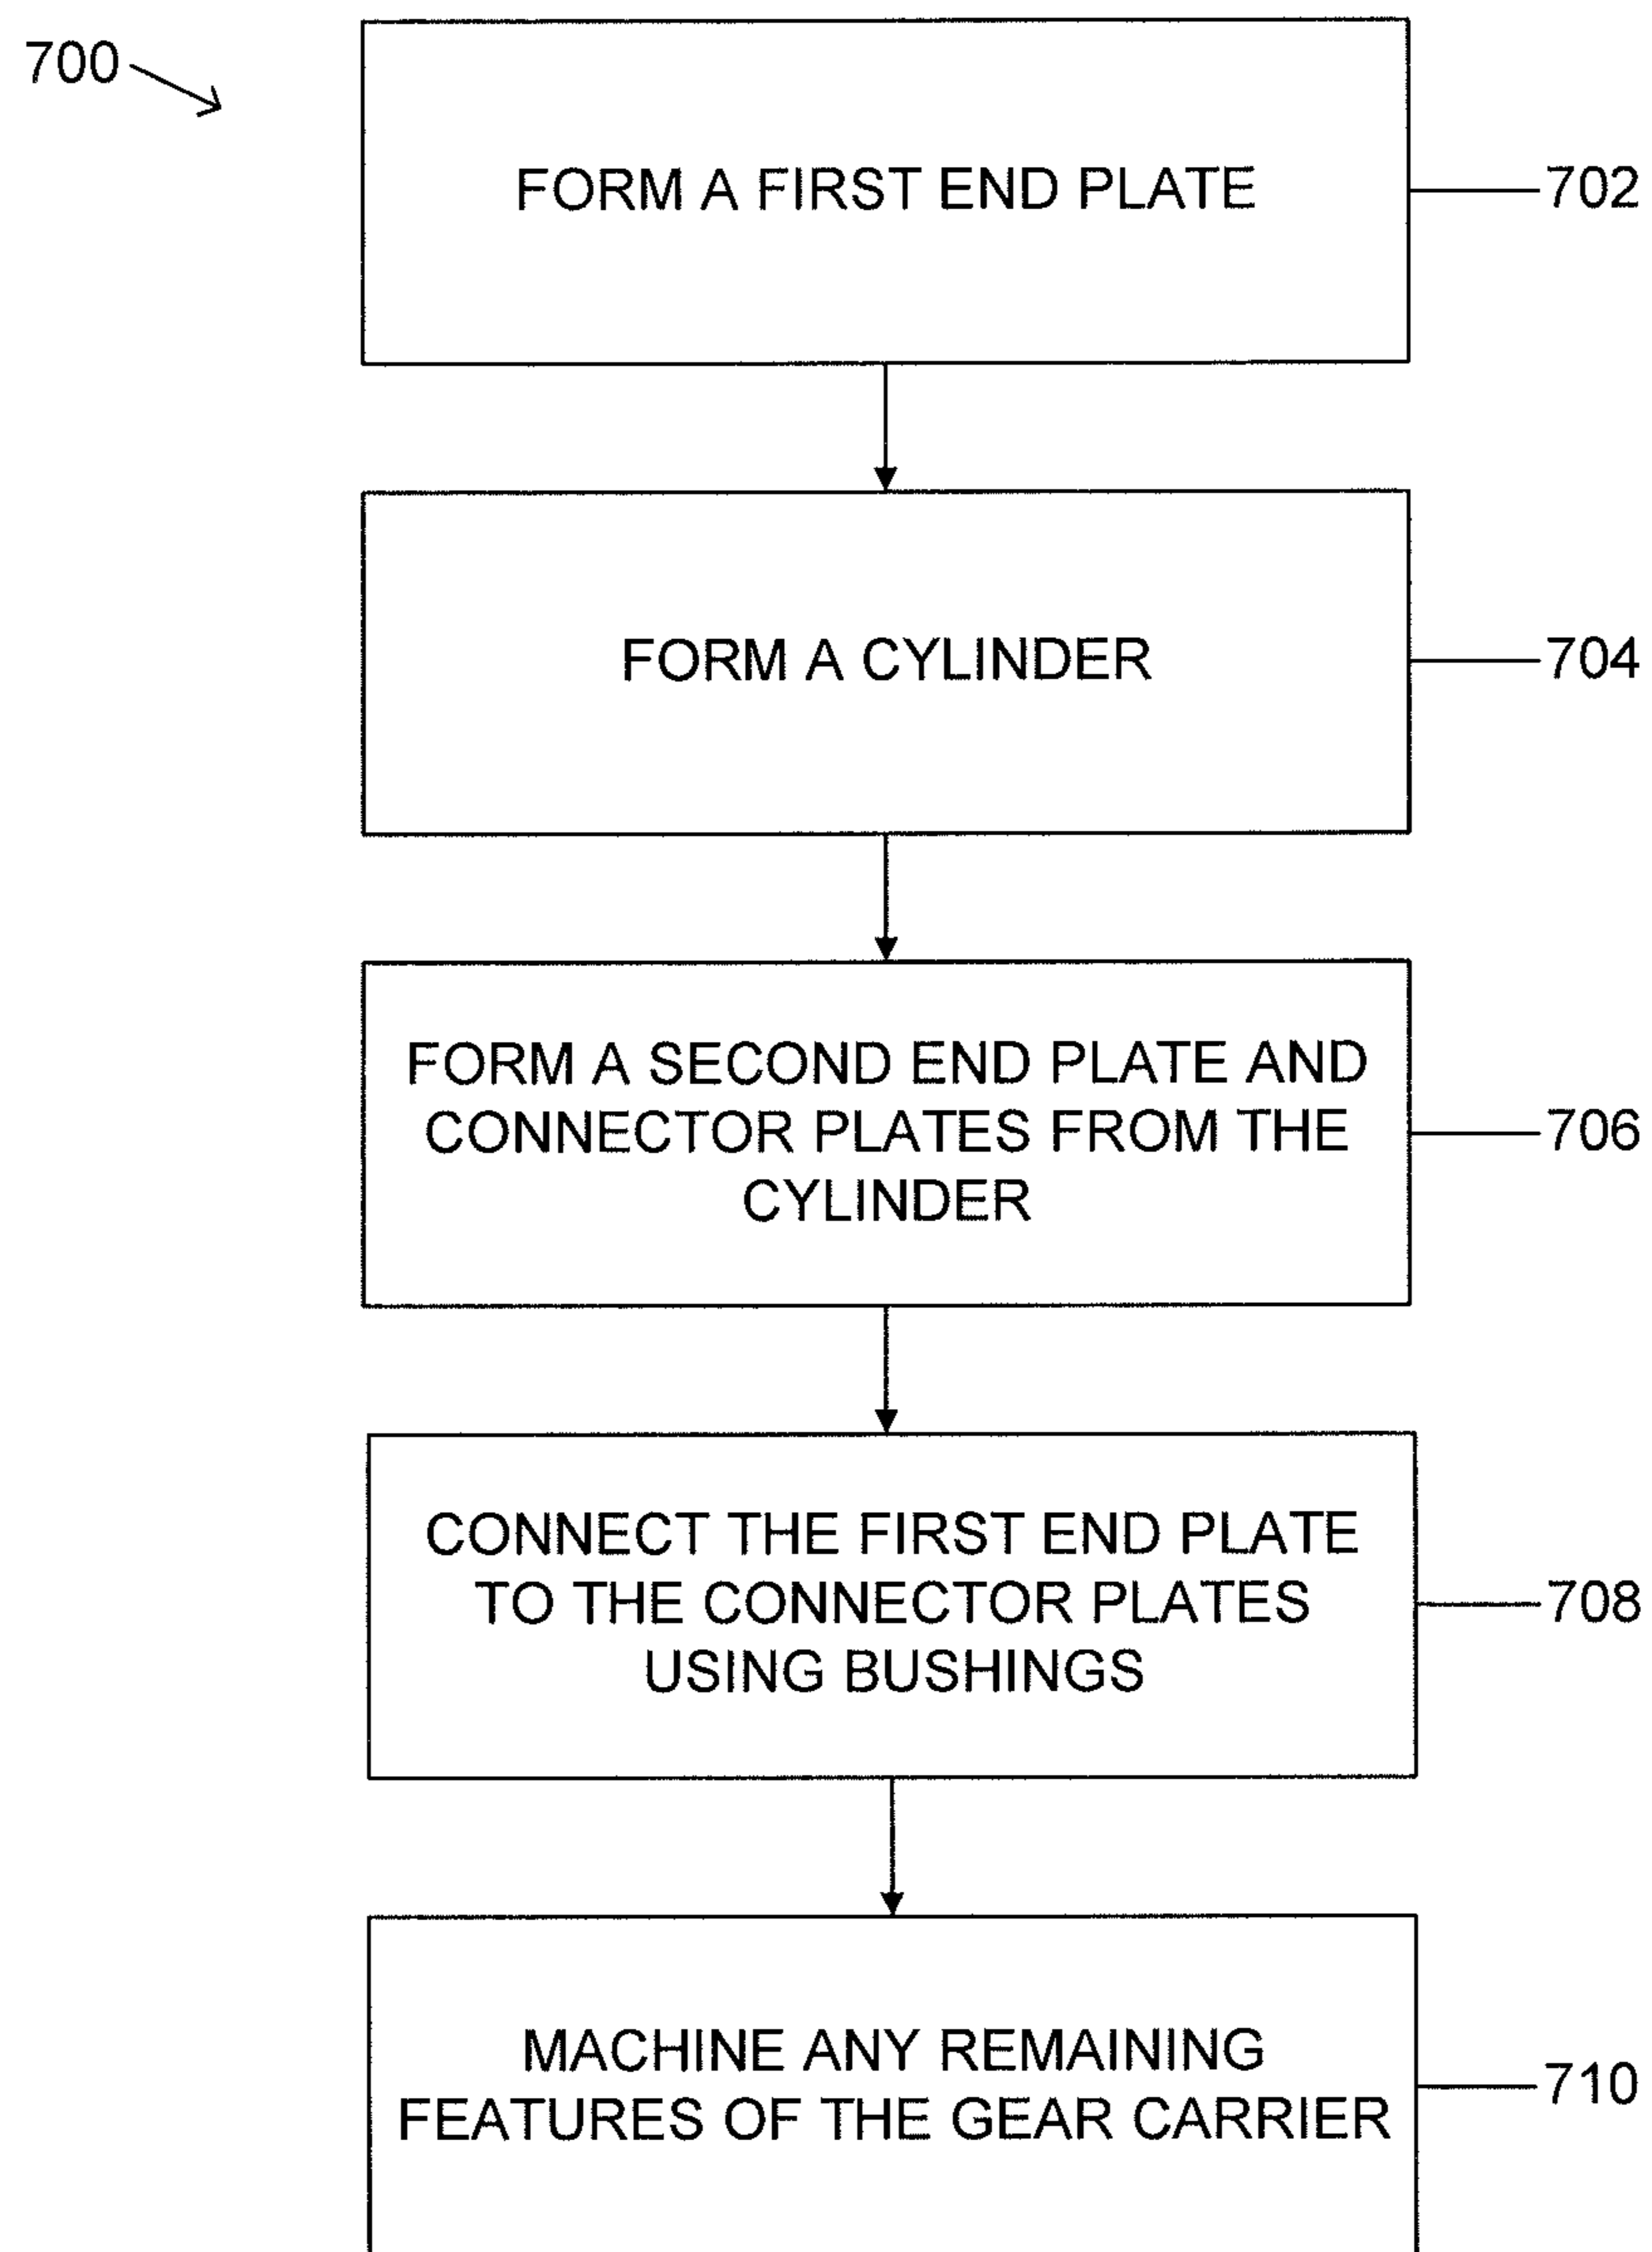 700
FORM A FIRST END PLATE
702
FORM A CYLINDER
704
FORM A SECOND END PLATE AND
CONNECTOR PLATES FROM THE
CYLINDER
706
CONNECT THE FIRST END PLATE
TO THE CONNECTOR PLATES
USING BUSHINGS
708
MACHINE ANY REMAINING
FEATURES OF THE GEAR CARRIER
710